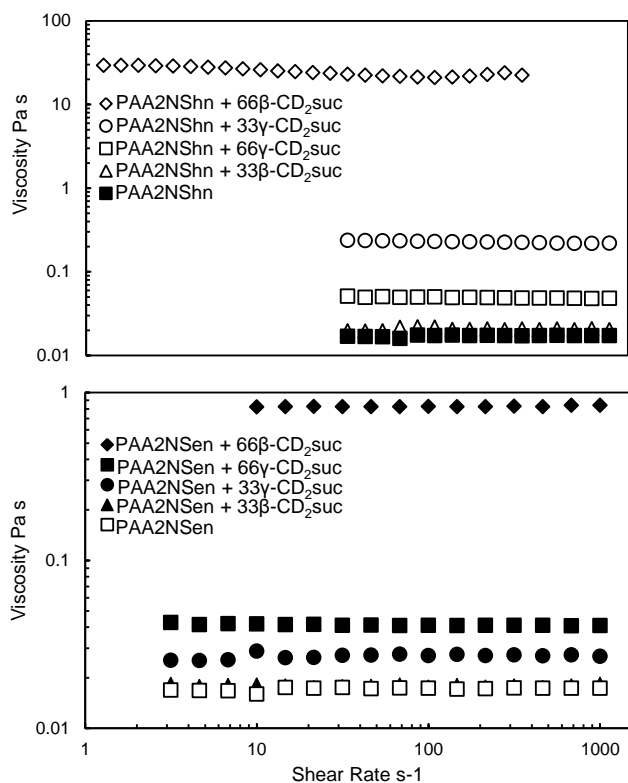 100
10
1
0.1
0.01
Viscosity Pa s
PAA2NShn + 66β-CD₂suc
PAA2NShn + 33γ-CD₂suc
PAA2NShn + 66γ-CD₂suc
PAA2NShn + 33β-CD₂suc
PAA2NShn
1
0.1
0.01
Viscosity Pa s
PAA2NSen + 66β-CD₂suc
PAA2NSen + 66γ-CD₂suc
PAA2NSen + 33γ-CD₂suc
PAA2NSen + 33β-CD₂suc
PAA2NSen
1 10 100 1000
Shear Rate s-1